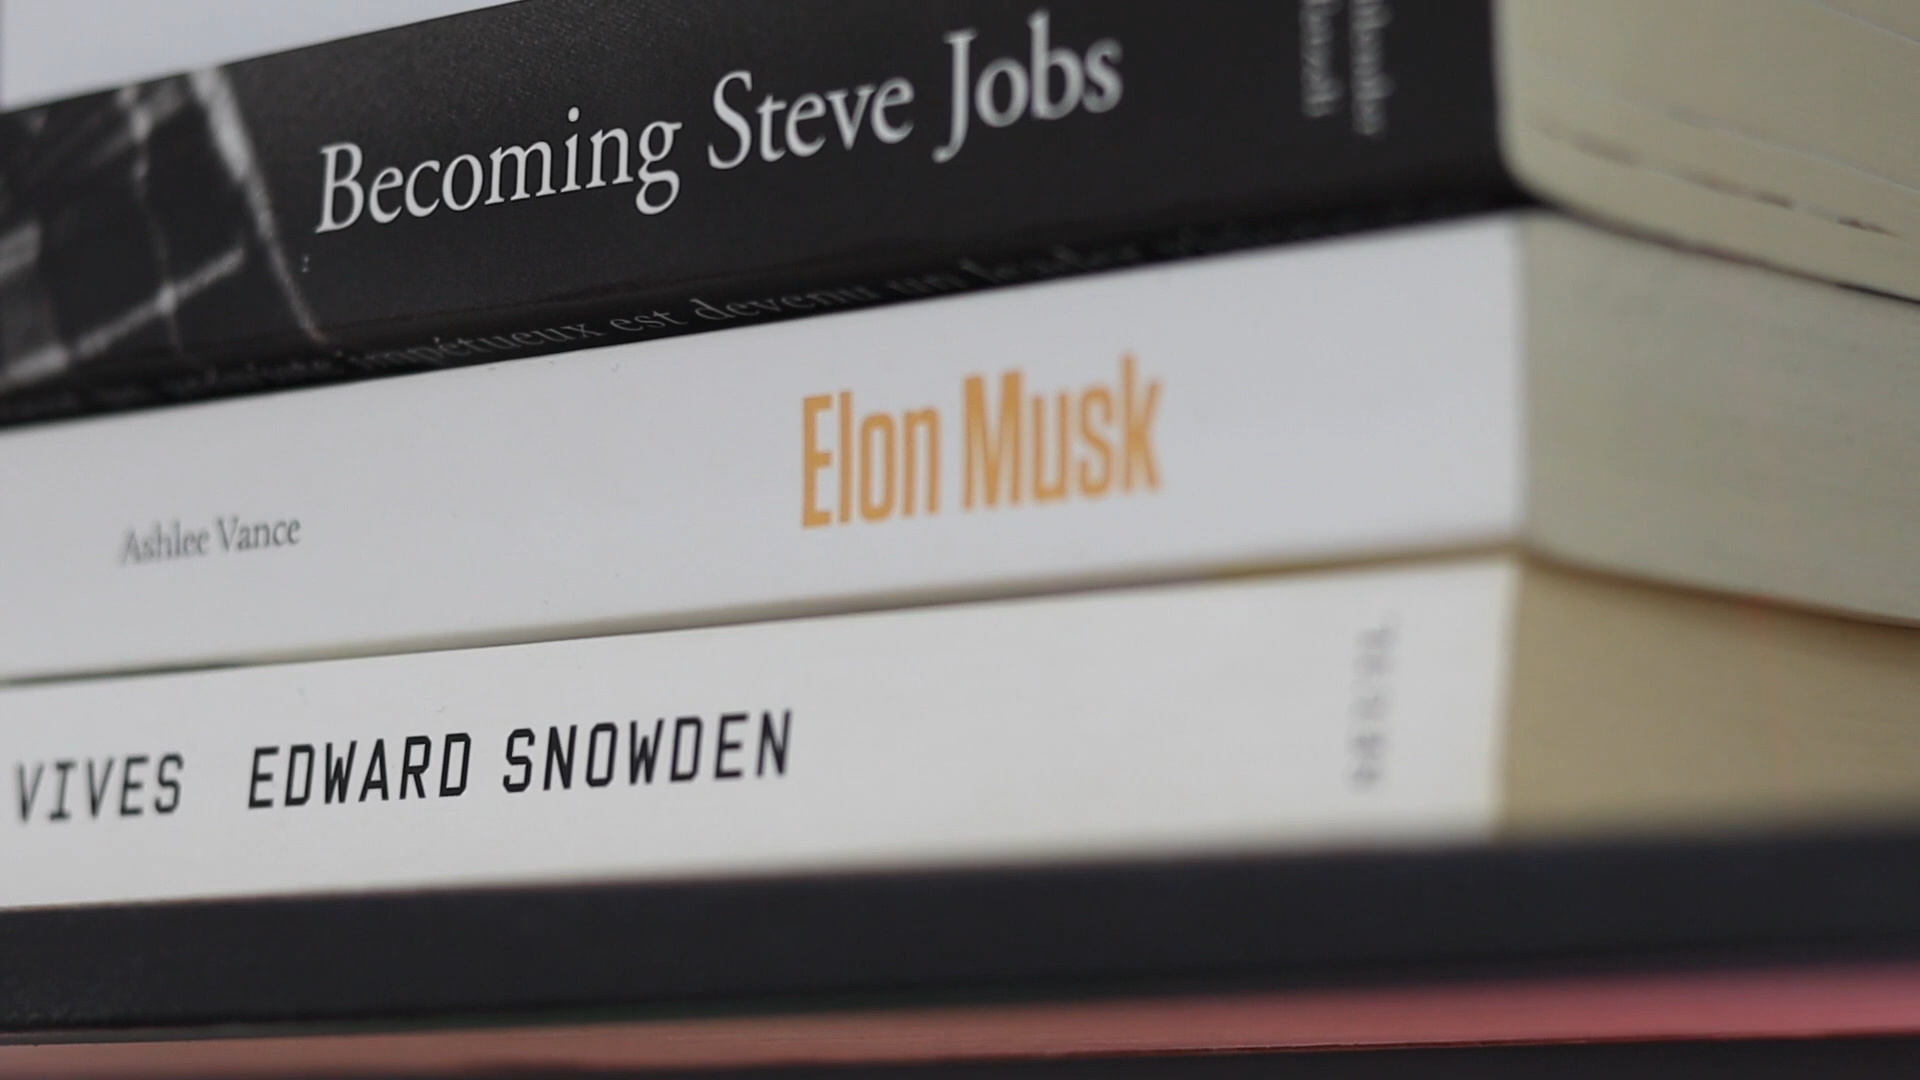 Becoming Steve Jobs
impétueux est devenu un leader
Ashlee Vance
Elon Musk
VIVES EDWARD SNOWDEN